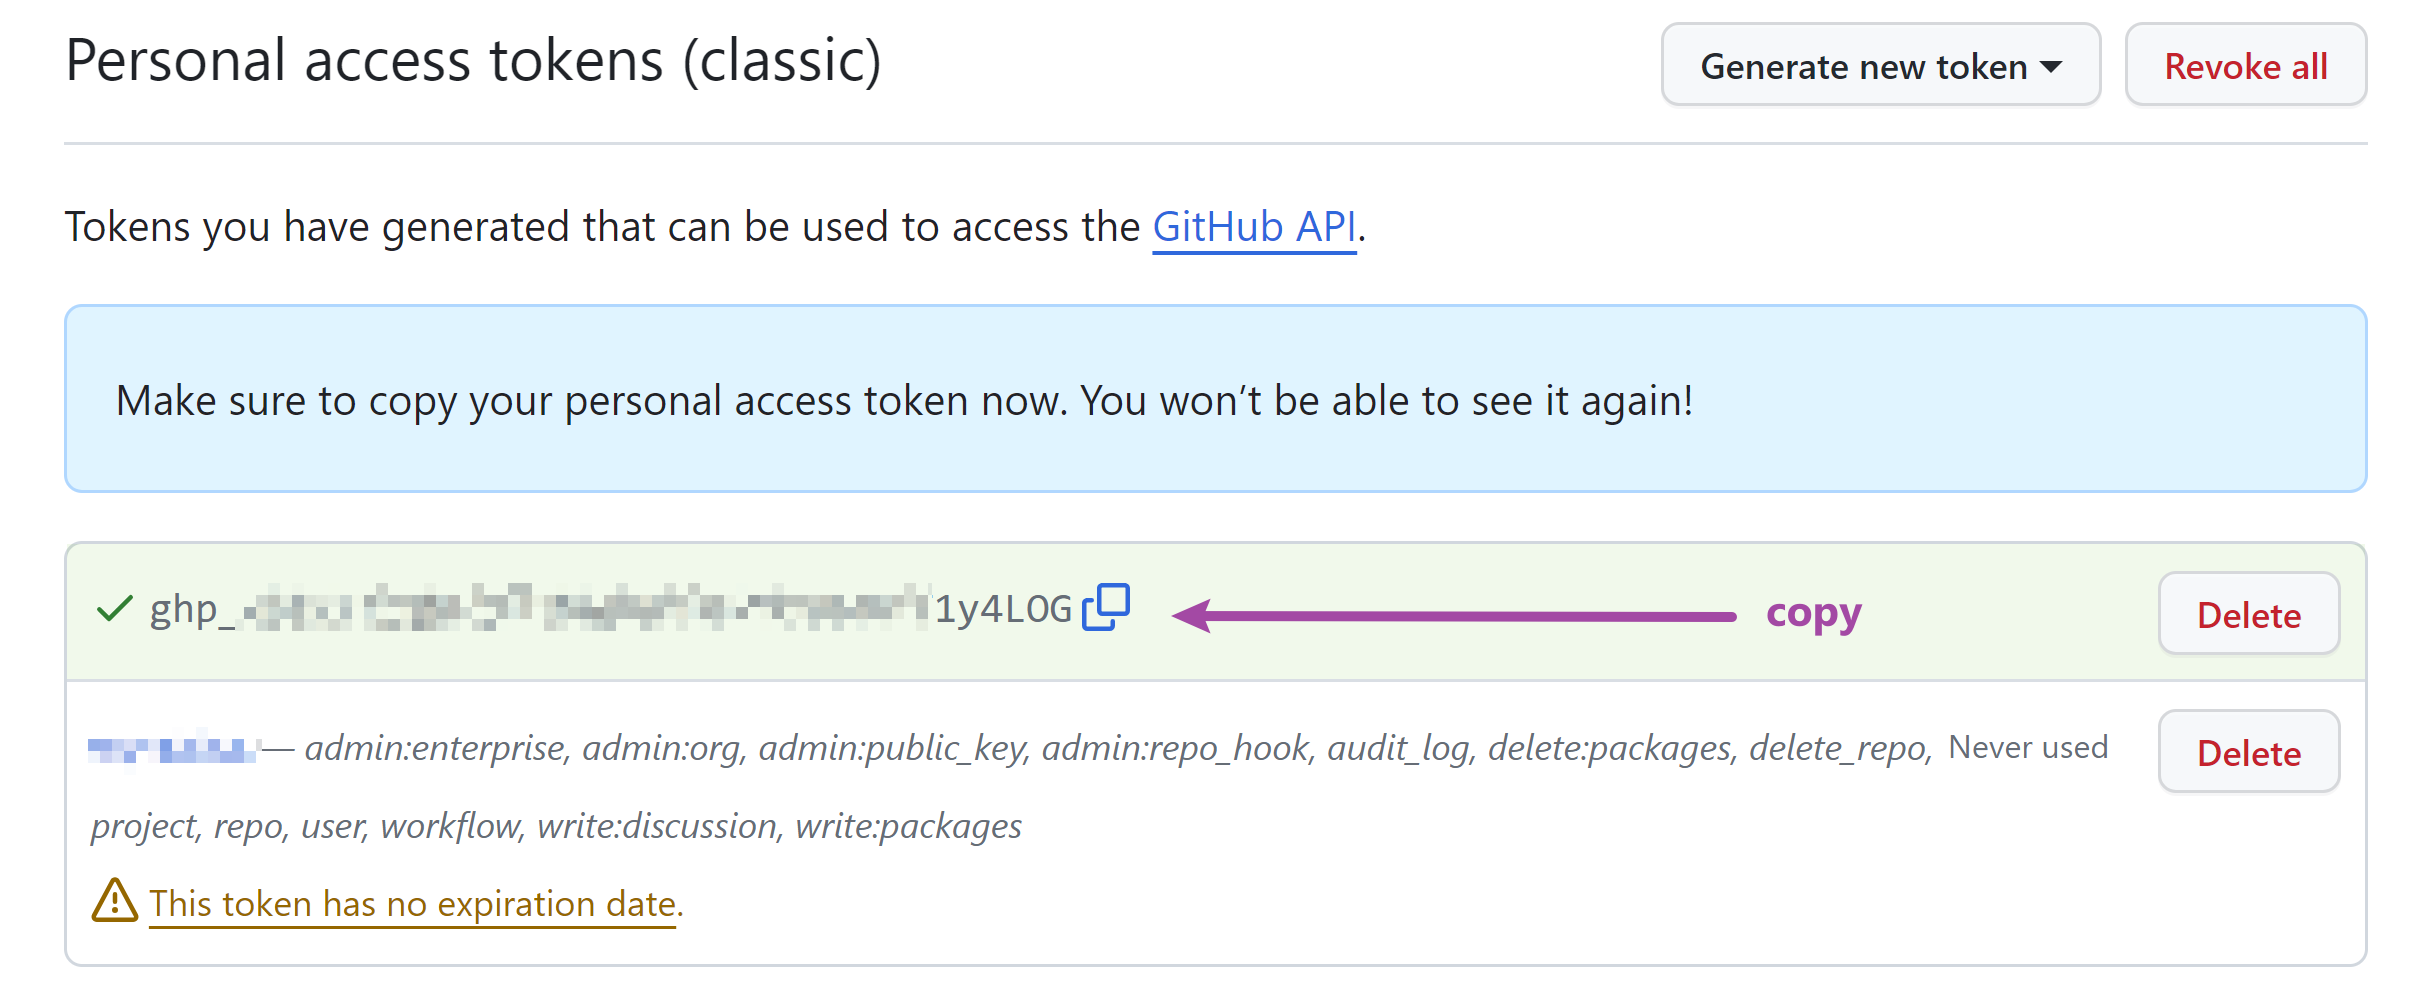 Personal access tokens (classic)
Generate new token
Revoke all
Tokens you have generated that can be used to access the GitHub API.
Make sure to copy your personal access token now. You won’t be able to see it again!
ghp_
1y4LOG
copy
Delete
— admin:enterprise, admin:org, admin:public_key, admin:repo_hook, audit_log, delete:packages, delete_repo,
Never used
Delete
project, repo, user, workflow, write:discussion, write:packages
This token has no expiration date.